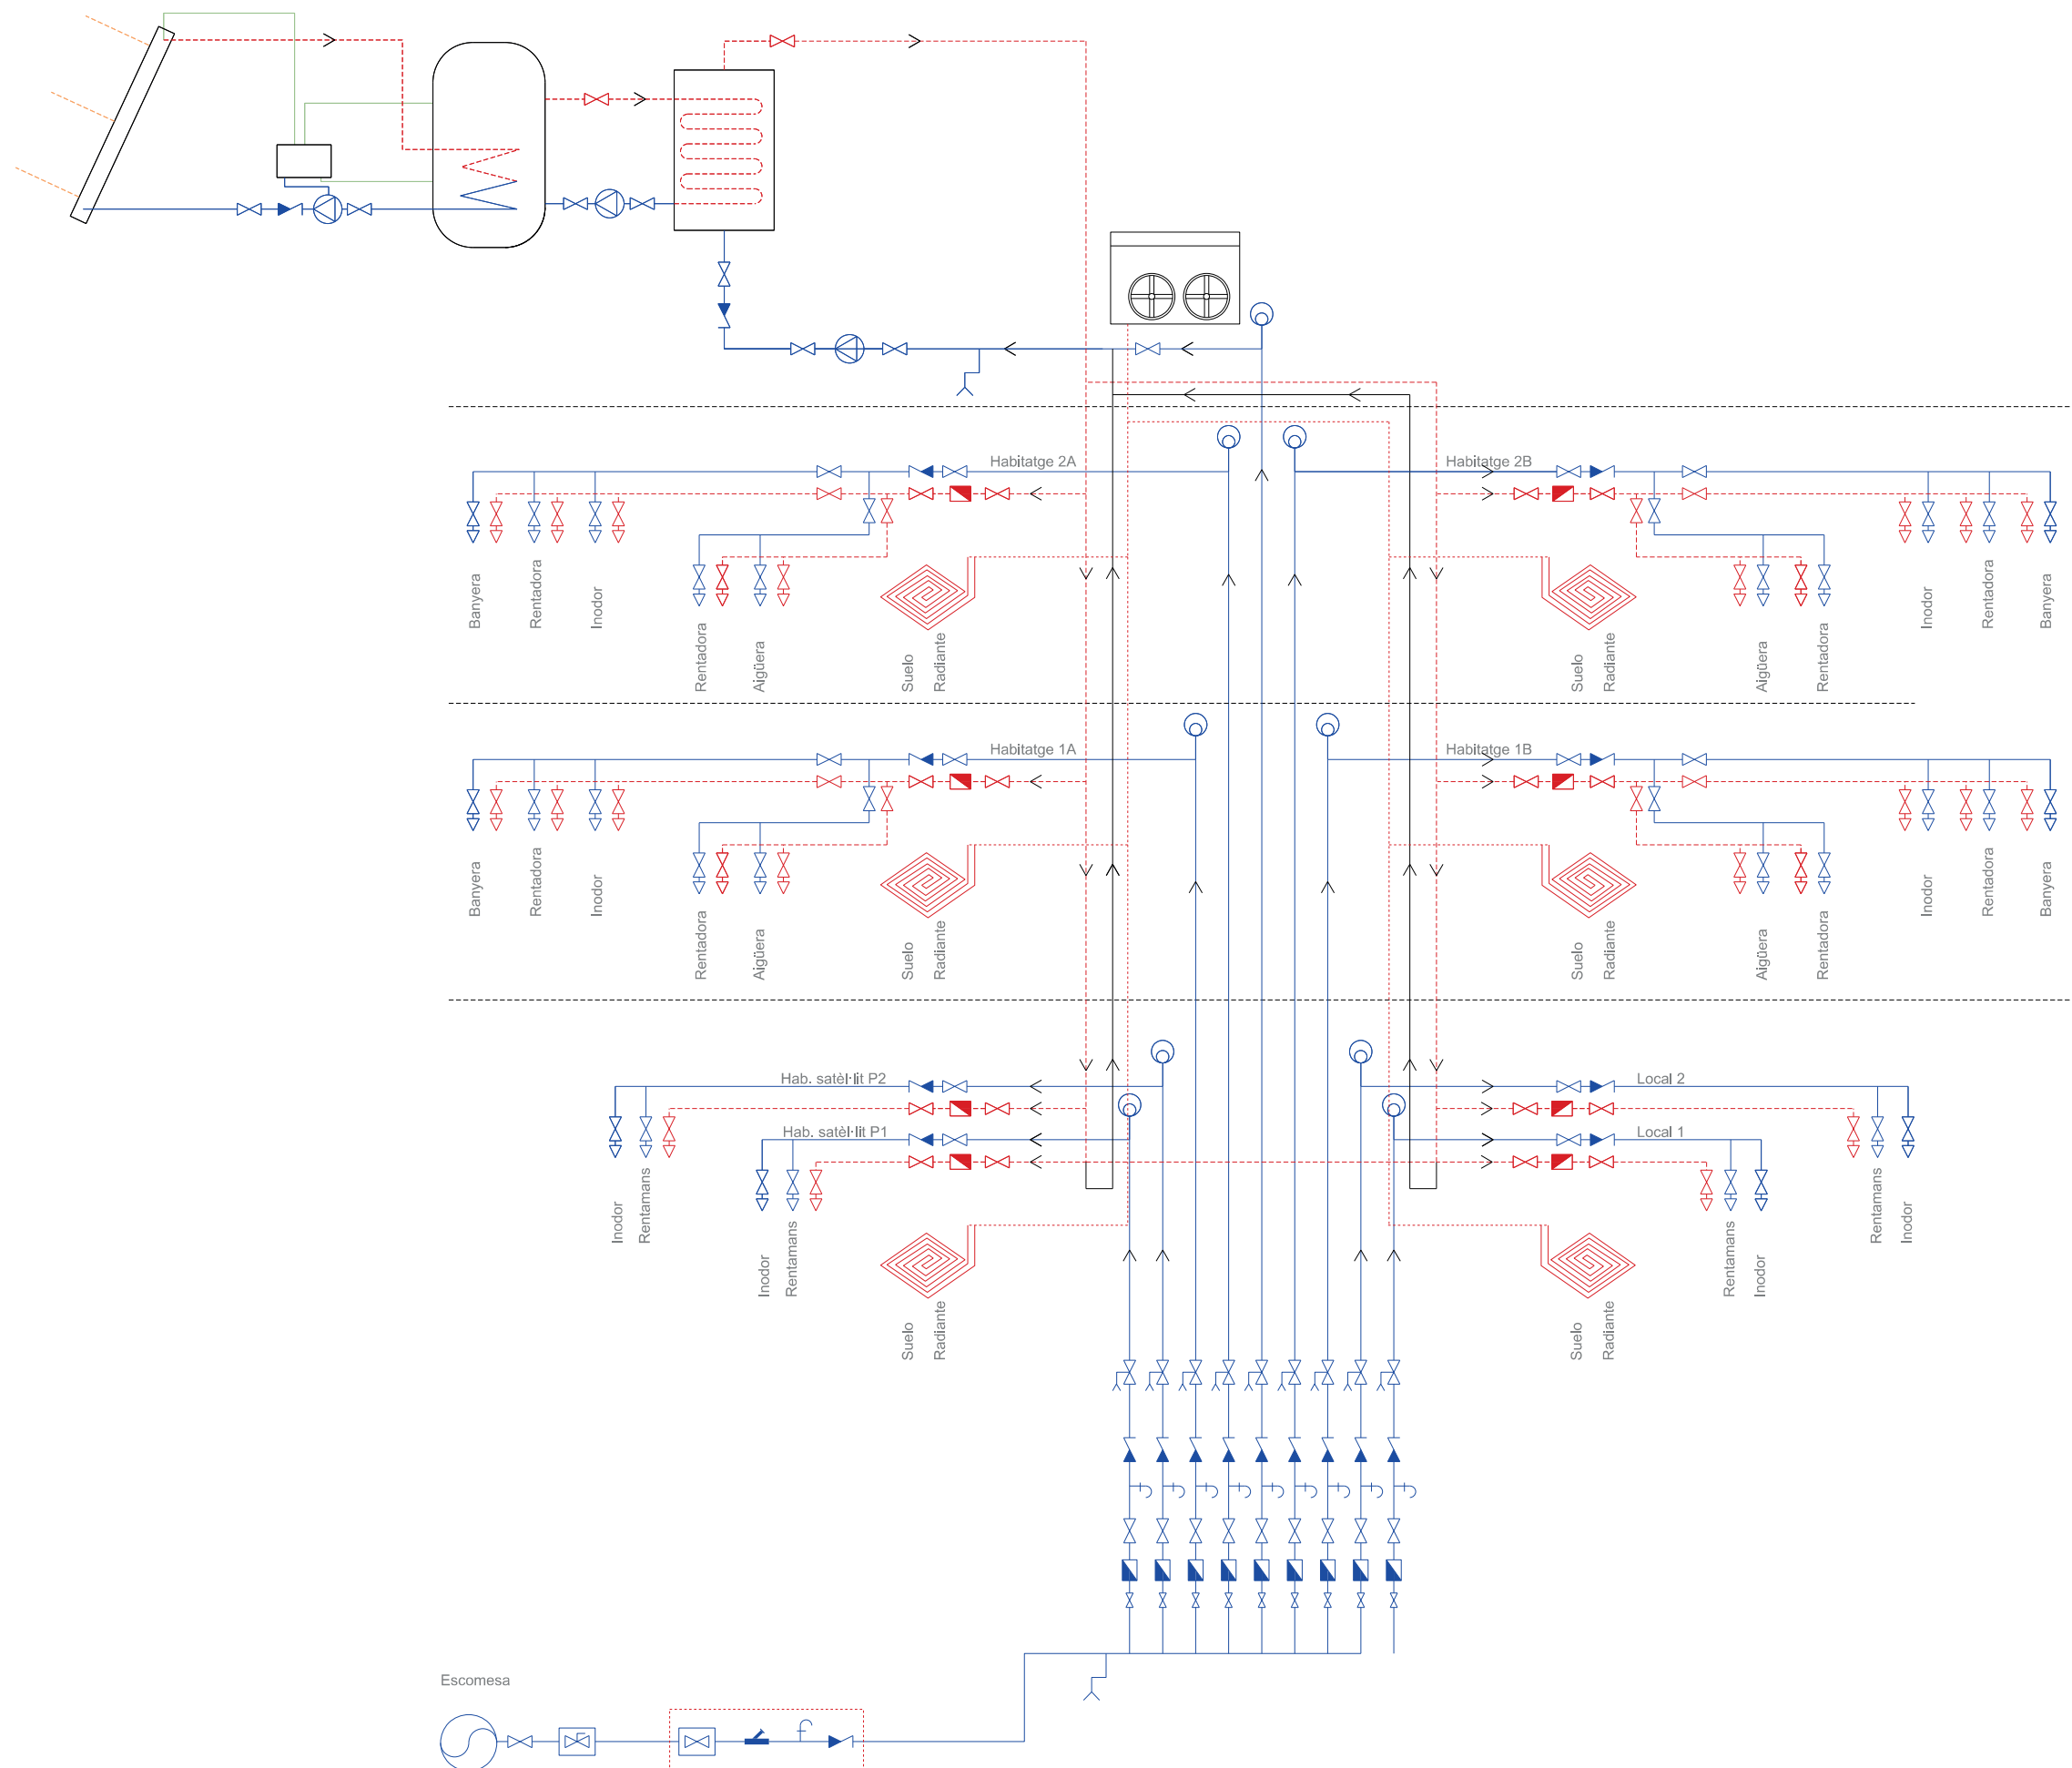 Habitatge 2A
Habitatge 2B
Banyera
Rentadora
Inodor
Rentadora
Aigüera
Suelo
Radiante
Suelo
Radiante
Aigüera
Rentadora
Inodor
Rentadora
Banyera
Habitatge 1A
Habitatge 1B
Banyera
Rentadora
Inodor
Rentadora
Aigüera
Suelo
Radiante
Suelo
Radiante
Aigüera
Rentadora
Inodor
Rentadora
Banyera
Hab. satèl·lit P2
Local 2
Hab. satèl·lit P1
Local 1
Inodor
Rentamans
Inodor
Rentamans
Suelo
Radiante
Suelo
Radiante
Rentamans
Inodor
Rentamans
Inodor
Escomesa